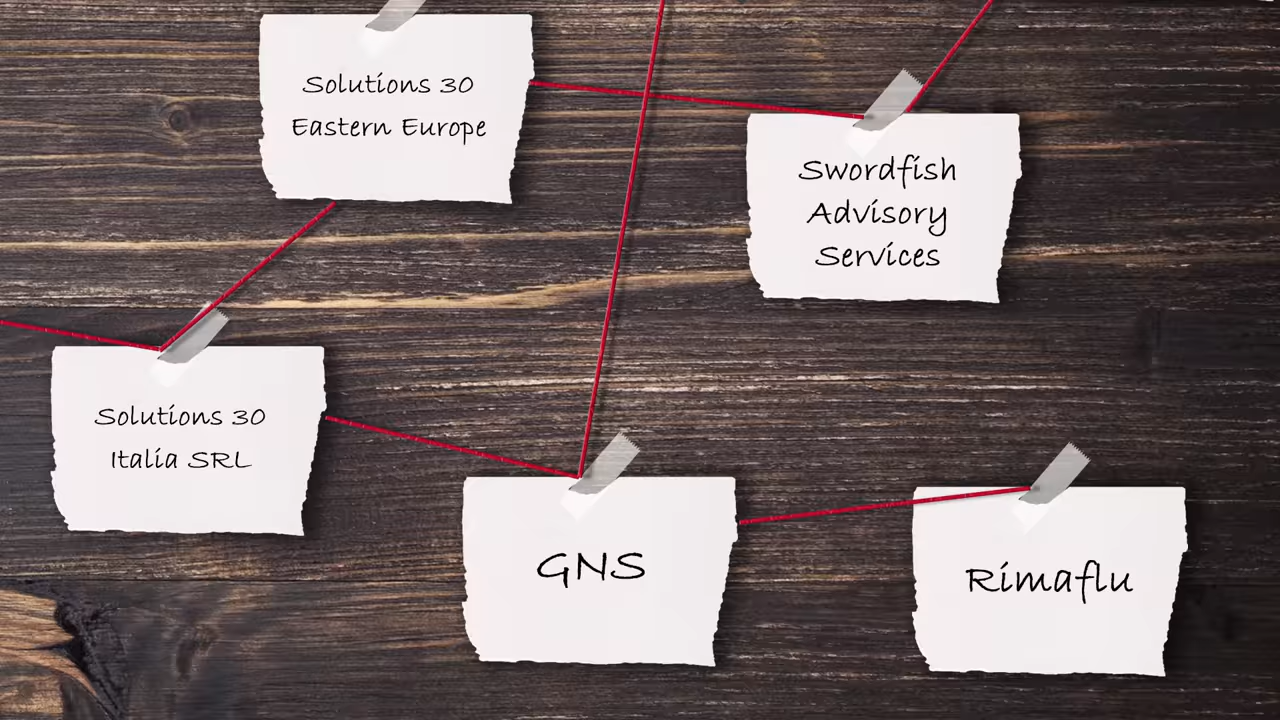 Solutions 30
Eastern Europe
Swordfish
Advisory
Services
Solutions 30
Italia SRL
GNS
Rimaflu